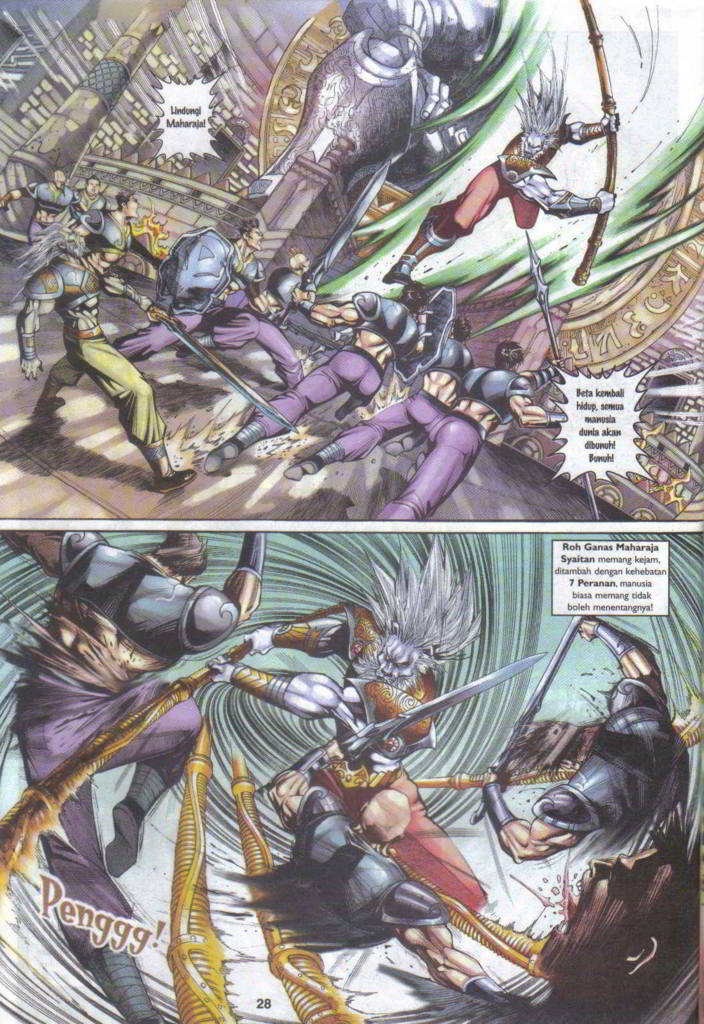 Lindungi
Maharaja!
Beta kembali
hidup, semua
manusia
dunia akan
dibunuh!
Bunuh!
Roh Ganas Maharaja
Syaitan memang kejam,
ditambah dengan kehebatan
7 Peranan, manusia
biasa memang tidak
boleh menentangnya!
Penggg!
28